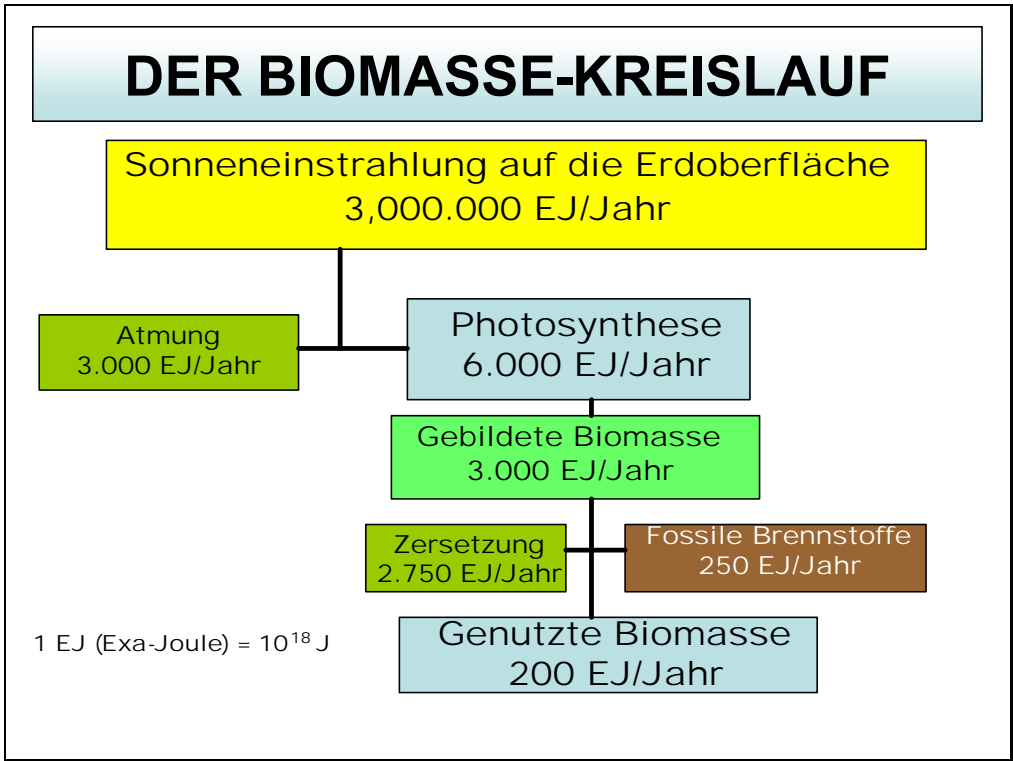 DER BIOMASSE-KREISLAUF
Sonneneinstrahlung auf die Erdoberfläche
3,000.000 EJ/Jahr
Atmung
3.000 EJ/Jahr
Photosynthese
6.000 EJ/Jahr
Gebildete Biomasse
3.000 EJ/Jahr
Zersetzung
2.750 EJ/Jahr
Fossile Brennstoffe
250 EJ/Jahr
1 EJ (Exa-Joule) = 10¹⁸ J
Genutzte Biomasse
200 EJ/Jahr